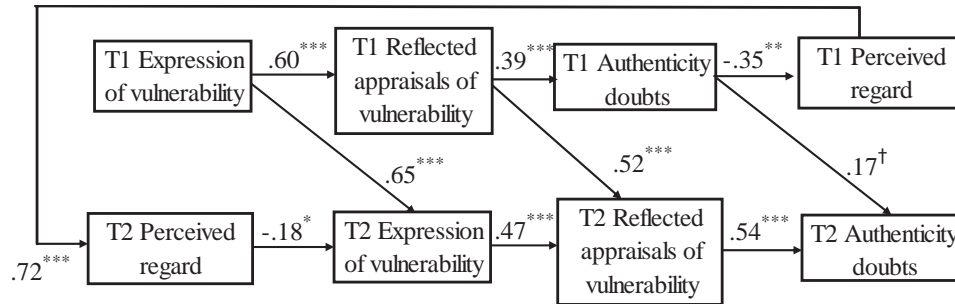 T1 Expression
of vulnerability
.60***
T1 Reflected
appraisals of
vulnerability
.39***
T1 Authenticity
doubts
-.35**
T1 Perceived
regard
.65***
.52***
.17†
.72***
T2 Perceived
regard
-.18*
T2 Expression
of vulnerability
.47***
T2 Reflected
appraisals of
vulnerability
.54***
T2 Authenticity
doubts